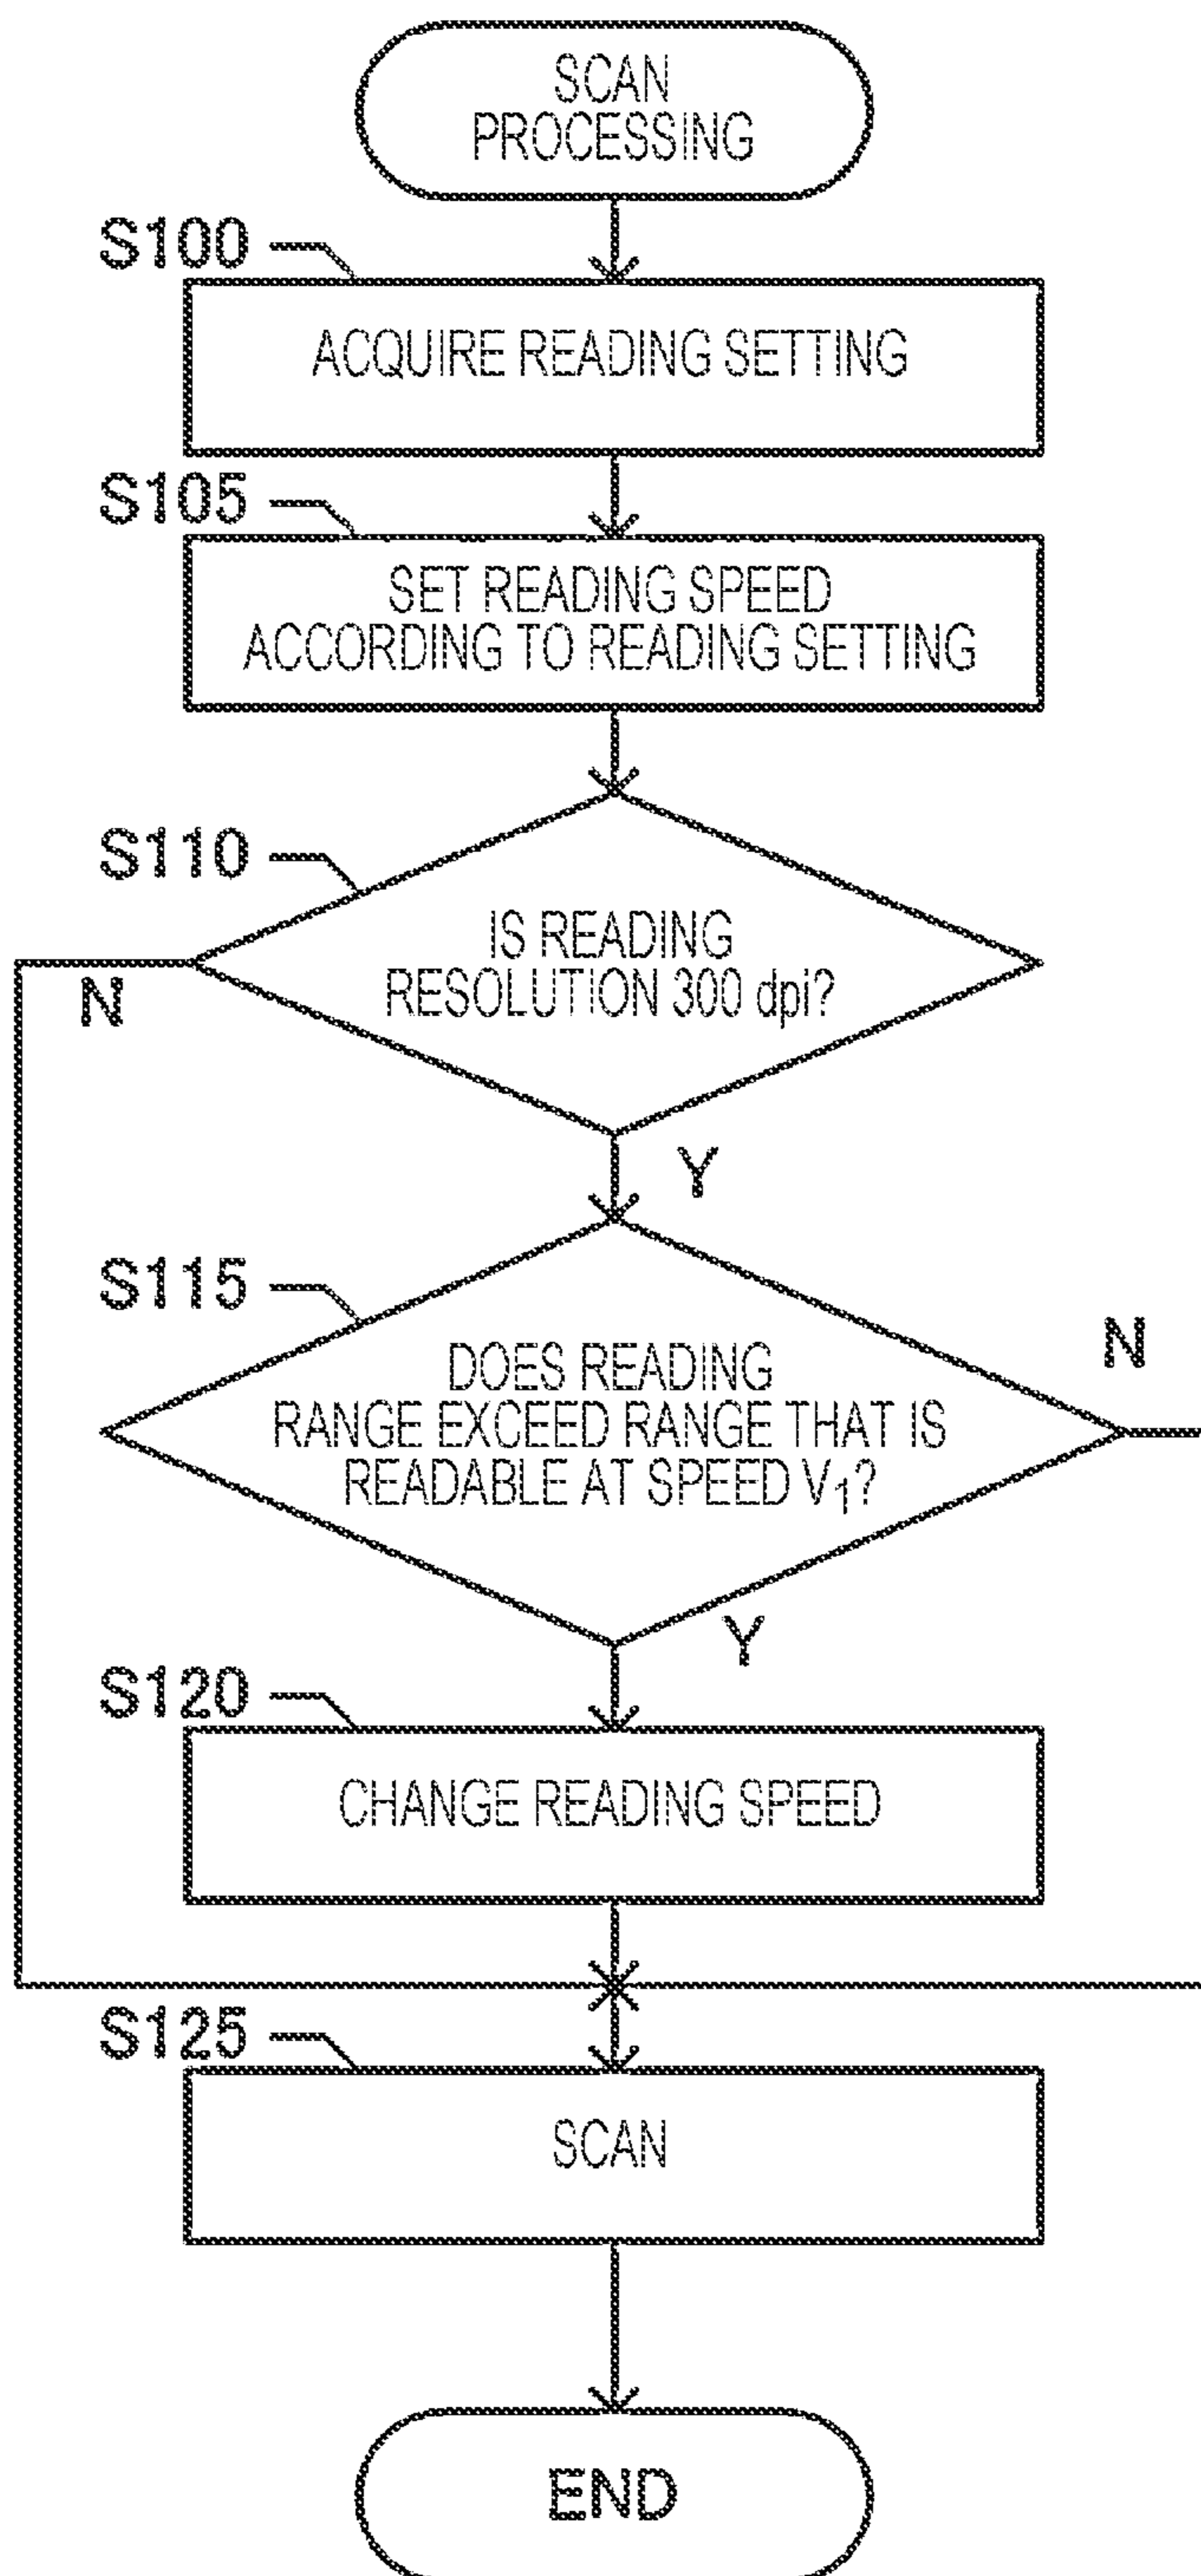 SCAN
PROCESSING
S100
ACQUIRE READING SETTING
S105
SET READING SPEED
ACCORDING TO READING SETTING
S110
IS READING
RESOLUTION 300 dpi?
N
Y
S115
DOES READING
RANGE EXCEED RANGE THAT IS
READABLE AT SPEED V₁?
N
Y
S120
CHANGE READING SPEED
S125
SCAN
END